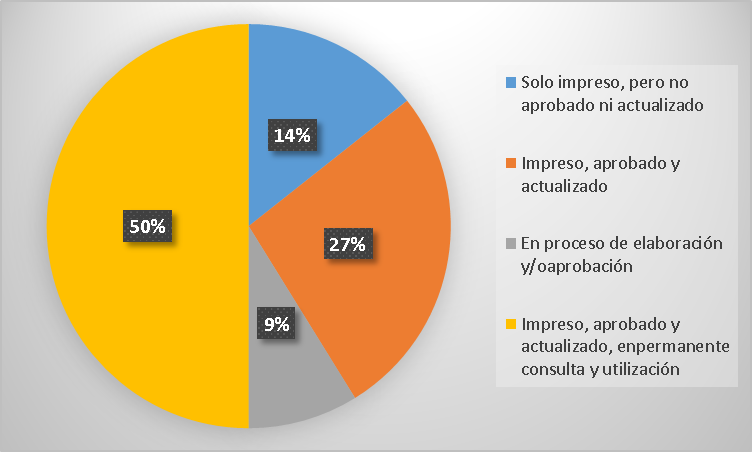 14%
27%
9%
50%
Solo impreso, pero no
aprobado ni actualizado
Impreso, aprobado y
actualizado
En proceso de elaboración
y/oaprobación
Impreso, aprobado y
actualizado, enpermanente
consulta y utilización